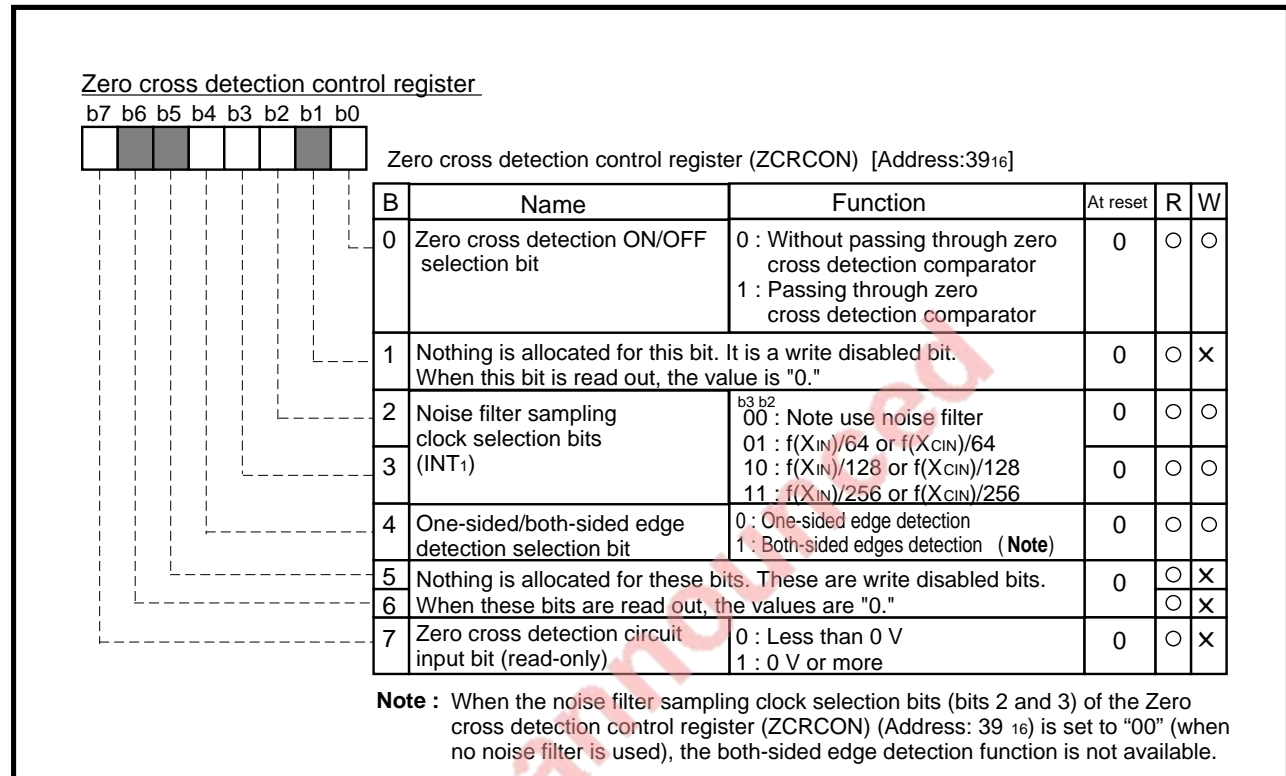 Zero cross detection control register
b7 b6 b5 b4 b3 b2 b1 b0
Zero cross detection control register (ZCRCON) [Address:3916]
B Name Function At reset R W
0 Zero cross detection ON/OFF selection bit
0 : Without passing through zero cross detection comparator
1 : Passing through zero cross detection comparator
0 ○ ○
1 Nothing is allocated for this bit. It is a write disabled bit.
When this bit is read out, the value is "0."
0 ○ ×
2
3
Noise filter sampling
clock selection bits
(INT1)
b3 b2
00 : Note use noise filter
01 : f(XIN)/64 or f(XCIN)/64
10 : f(XIN)/128 or f(XCIN)/128
11 : f(XIN)/256 or f(XCIN)/256
0 ○ ○
0 ○ ○
4 One-sided/both-sided edge
detection selection bit
0 : One-sided edge detection
1 : Both-sided edges detection (Note)
0 ○ ○
5 Nothing is allocated for these bits. These are write disabled bits.
6 When these bits are read out, the values are "0."
0 ○ ×
○ ×
7 Zero cross detection circuit
input bit (read-only)
0 : Less than 0 V
1 : 0 V or more
0 ○ ×
Note : When the noise filter sampling clock selection bits (bits 2 and 3) of the Zero
cross detection control register (ZCRCON) (Address: 39 16) is set to “00” (when
no noise filter is used), the both-sided edge detection function is not available.
announced